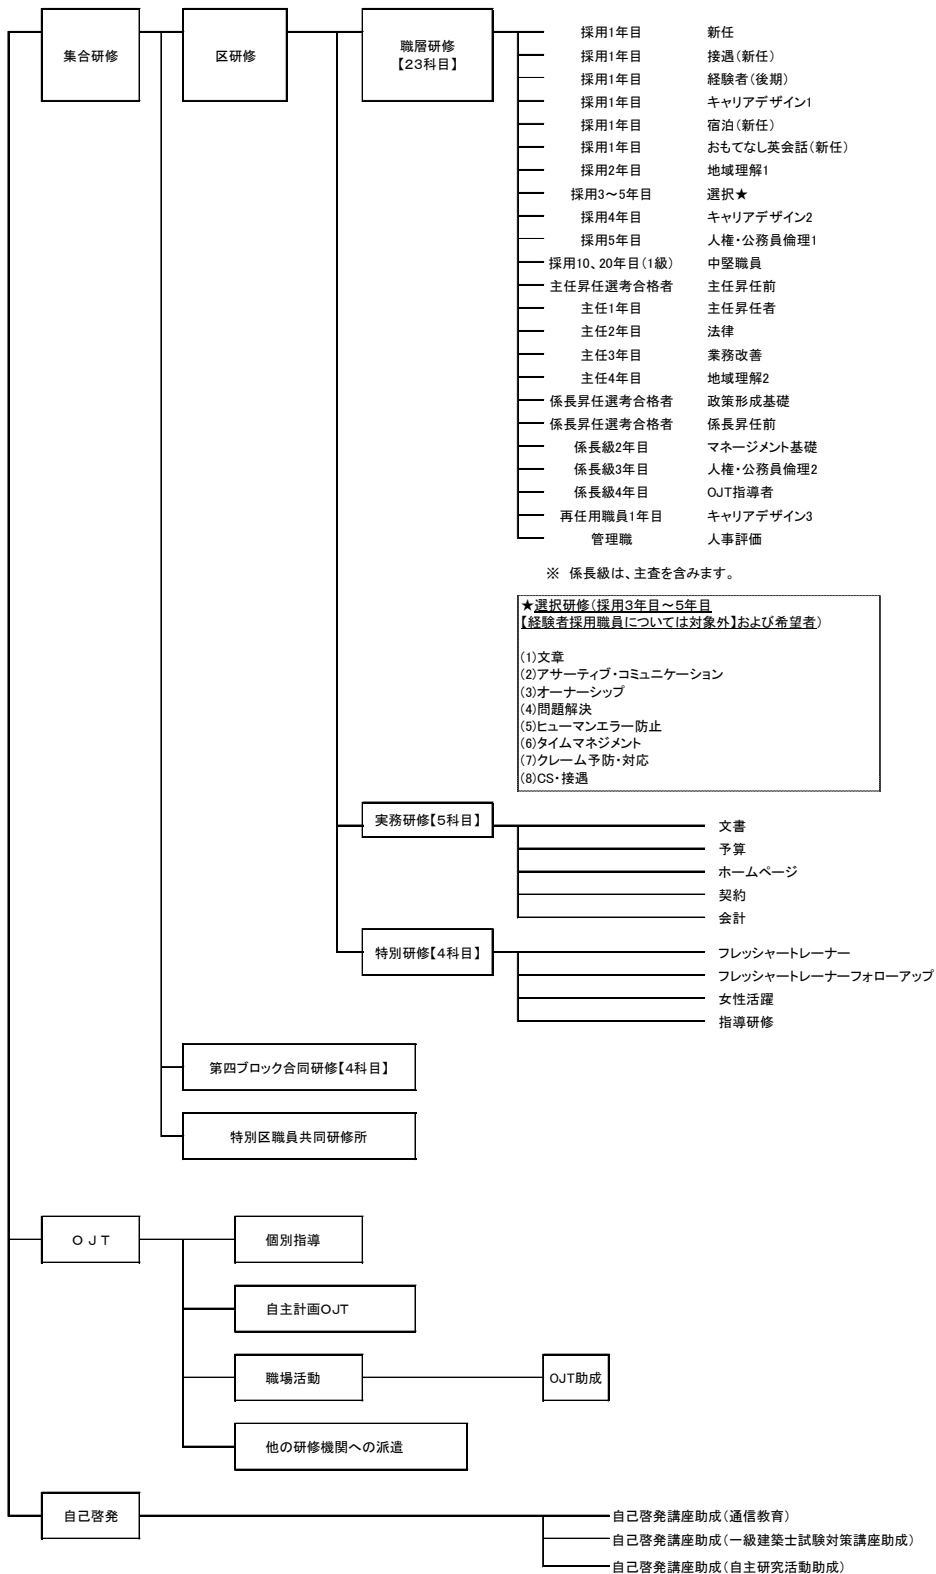 集合研修
区研修
職層研修
【23科目】
採用1年目 新任
採用1年目 接遇(新任)
採用1年目 経験者(後期)
採用1年目 キャリアデザイン1
採用1年目 宿泊(新任)
採用1年目 おもてなし英会話(新任)
採用2年目 地域理解1
採用3～5年目 選択★
採用4年目 キャリアデザイン2
採用5年目 人権・公務員倫理1
採用10、20年目(1級) 中堅職員
主任昇任選考合格者 主任昇任前
主任1年目 主任昇任者
主任2年目 法律
主任3年目 業務改善
主任4年目 地域理解2
係長昇任選考合格者 政策形成基礎
係長昇任選考合格者 係長昇任前
係長級2年目 マネージメント基礎
係長級3年目 人権・公務員倫理2
係長級4年目 OJT指導者
再任用職員1年目 キャリアデザイン3
管理職 人事評価
※ 係長級は、主査を含みます。
★選択研修(採用3年目～5年目
【経験者採用職員については対象外】および希望者)
(1)文章
(2)アサーティブ・コミュニケーション
(3)オーナーシップ
(4)問題解決
(5)ヒューマンエラー防止
(6)タイムマネジメント
(7)クレーム予防・対応
(8)CS・接遇
実務研修【5科目】
文書
予算
ホームページ
契約
会計
特別研修【4科目】
フレッシャートレーナー
フレッシャートレーナーフォローアップ
女性活躍
指導研修
第四ブロック合同研修【4科目】
特別区職員共同研修所
OJT
個別指導
自主計画OJT
職場活動
OJT助成
他の研修機関への派遣
自己啓発
自己啓発講座助成(通信教育)
自己啓発講座助成(一級建築士試験対策講座助成)
自己啓発講座助成(自主研究活動助成)